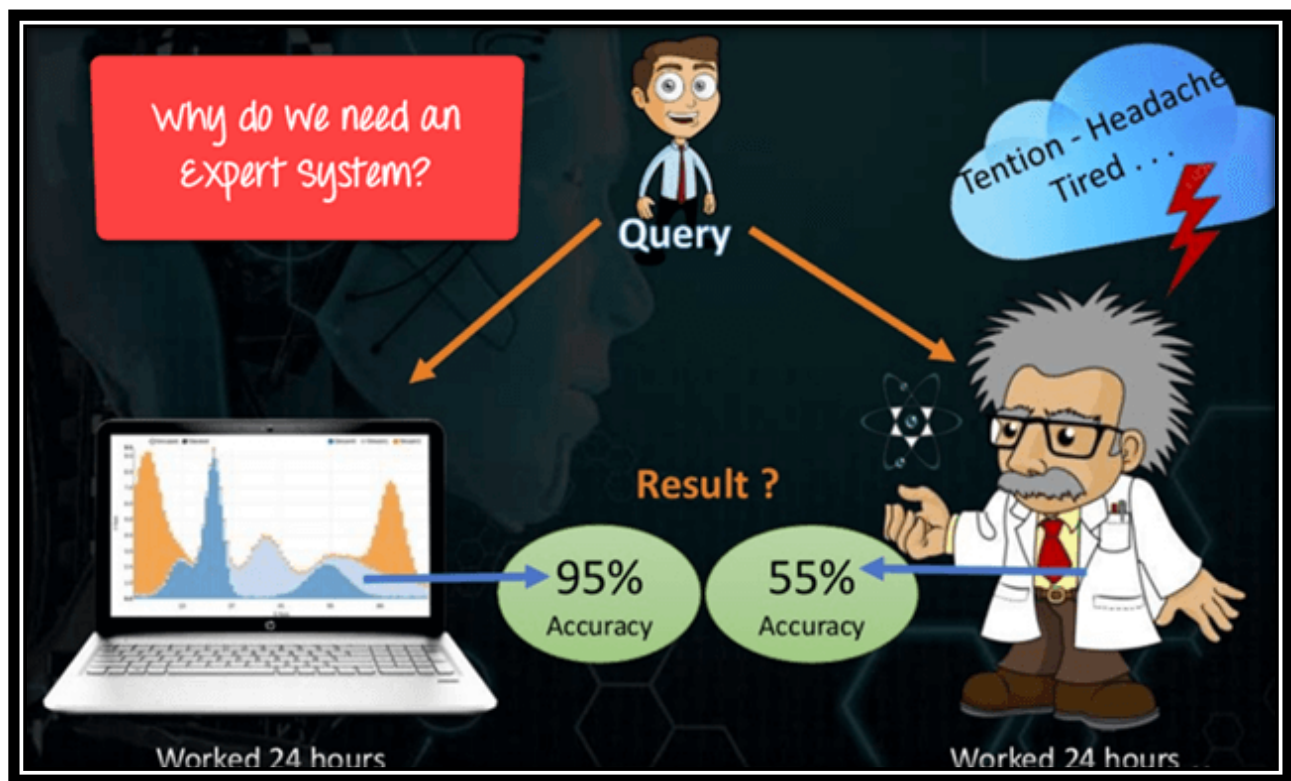 Why do we need an
Expert System?
Query
Tention - Headache
Tired . . .
Result ?
95%
Accuracy
55%
Accuracy
Worked 24 hours
Worked 24 hours ..